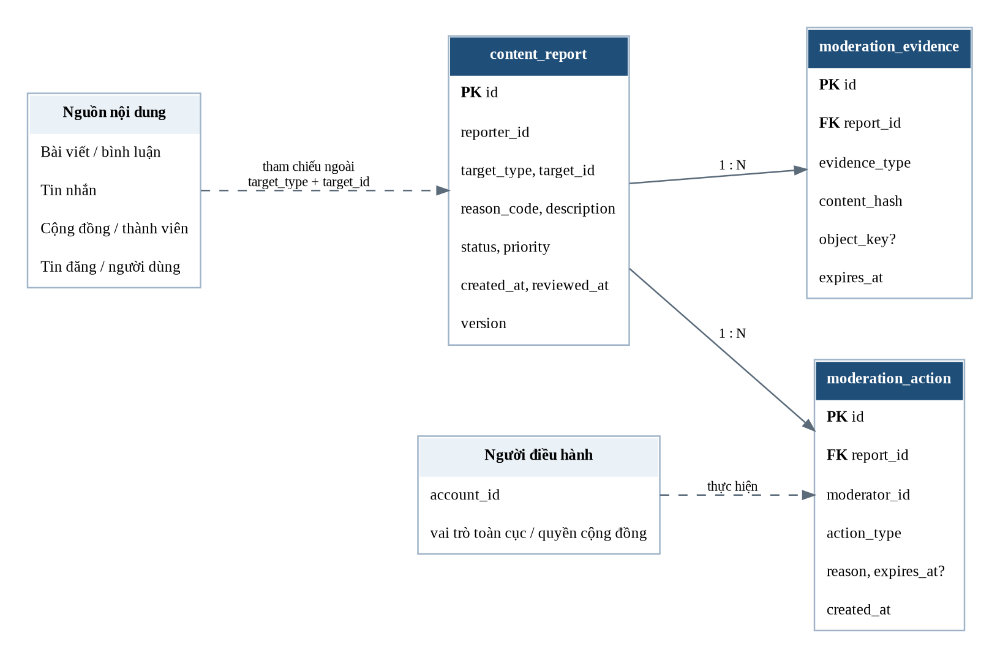 Nguồn nội dung
Bài viết / bình luận
Tin nhắn
Cộng đồng / thành viên
Tin đăng / người dùng
tham chiếu ngoài
target_type + target_id
content_report
PK id
reporter_id
target_type, target_id
reason_code, description
status, priority
created_at, reviewed_at
version
1 : N
moderation_evidence
PK id
FK report_id
evidence_type
content_hash
object_key?
expires_at
1 : N
Người điều hành
account_id
vai trò toàn cục / quyền cộng đồng
thực hiện
moderation_action
PK id
FK report_id
moderator_id
action_type
reason, expires_at?
created_at